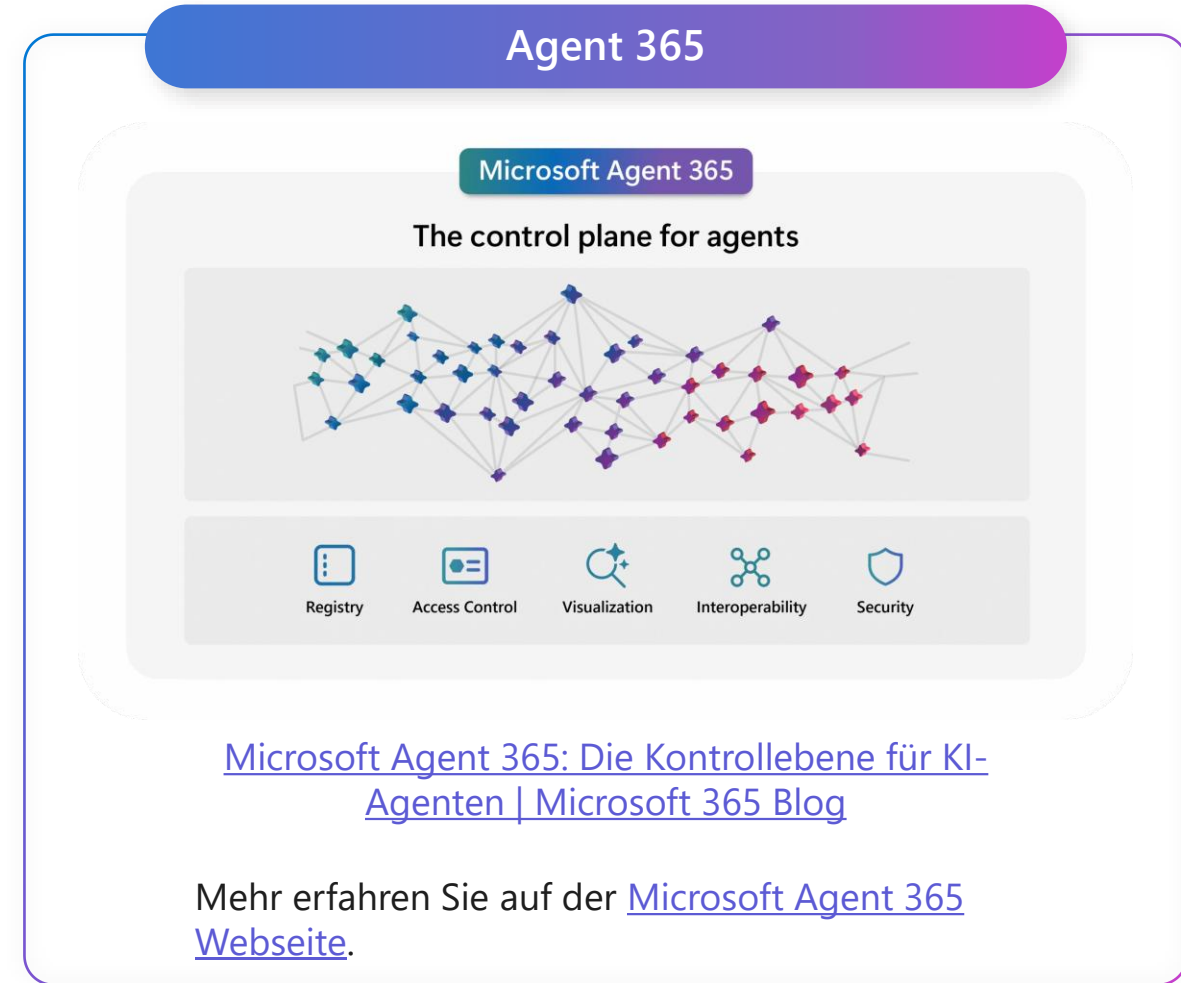 Agent 365
Microsoft Agent 365
The control plane for agents
Registry
Access Control
Visualization
Interoperability
Security
Microsoft Agent 365: Die Kontrollebene für KI-
Agenten | Microsoft 365 Blog
Mehr erfahren Sie auf der Microsoft Agent 365
Webseite.